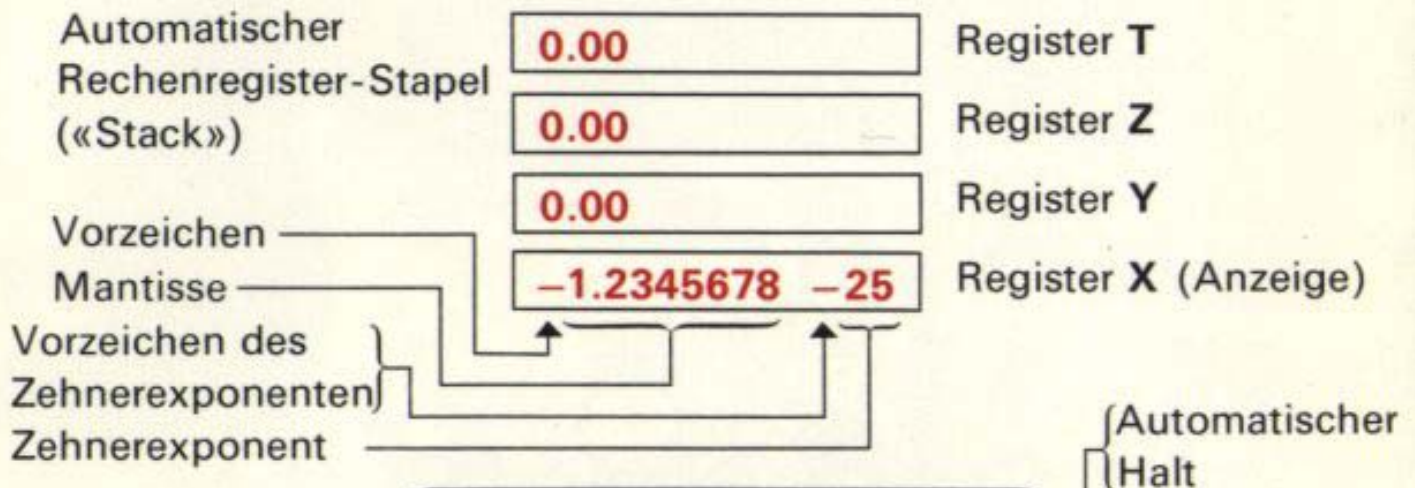 Automatischer
Rechenregister-Stapel
(«Stack»)
0.00 Register T
0.00 Register Z
0.00 Register Y
−1.2345678 −25 Register X (Anzeige)
Vorzeichen
Mantisse
Vorzeichen des
Zehnerexponenten
Zehnerexponent
Automatischer
Halt